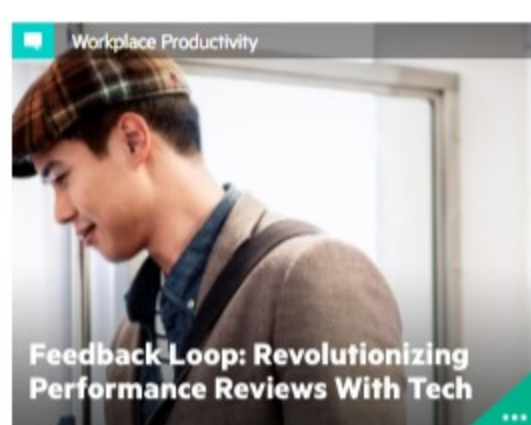 Workplace Productivity
Feedback Loop: Revolutionizing
Performance Reviews With Tech